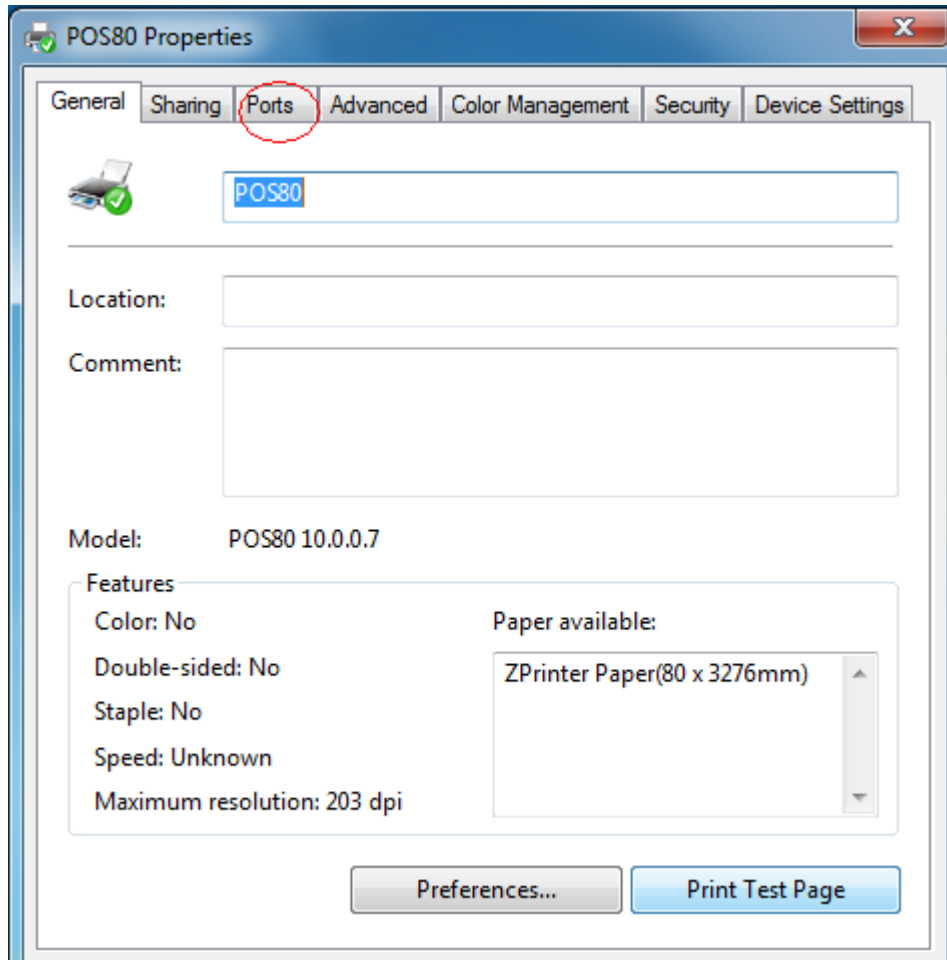 POS80 Properties
X
General Sharing Ports Advanced Color Management Security Device Settings
POS80
Location:
Comment:
Model: POS80 10.0.0.7
Features
Color: No Paper available:
Double-sided: No ZPrinter Paper(80 x 3276mm)
Staple: No
Speed: Unknown
Maximum resolution: 203 dpi
Preferences... Print Test Page